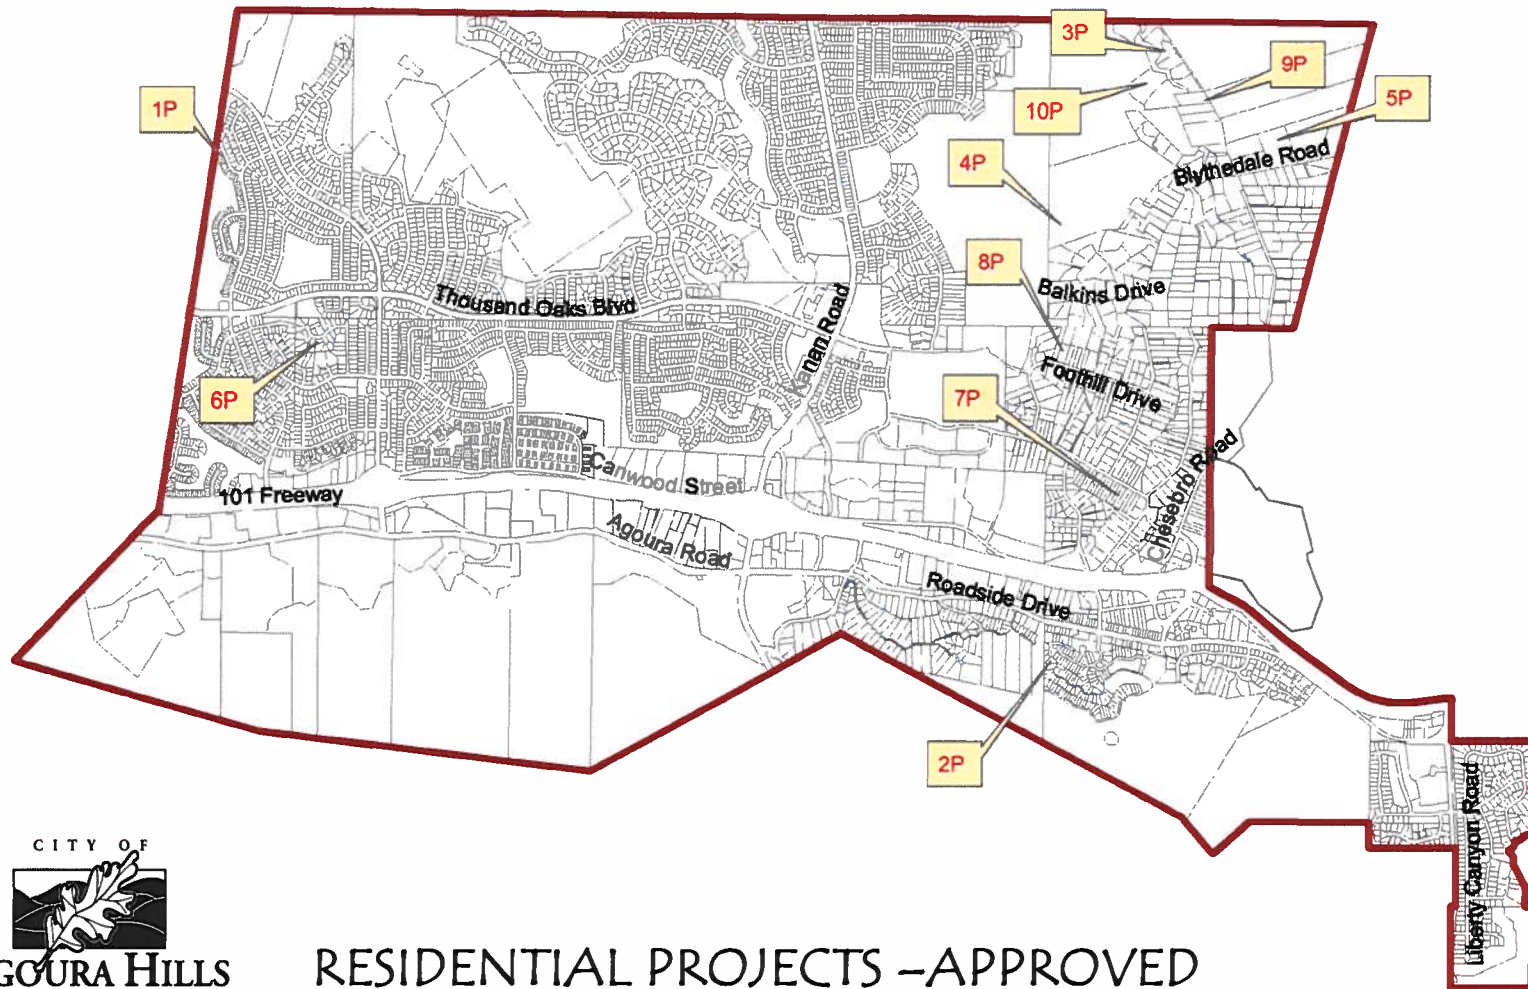 3P
9P
1P
10P
5P
4P
Blythedale Road
8P
Balkins Drive
Thousand Oaks Blvd
Kanan Road
6P
Foothill Drive
7P
Chesebro Road
Canwood Street
101 Freeway
Agoura Road
Roadside Drive
2P
Liberty Canyon Road
CITY OF
GOURA HILLS
RESIDENTIAL PROJECTS –APPROVED